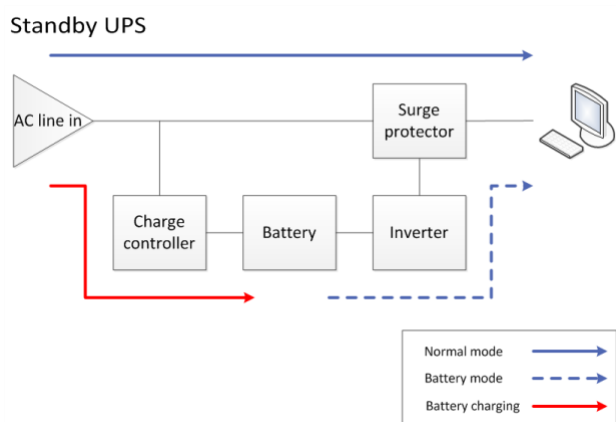 Standby UPS
AC line in
Surge
protector
Charge
controller
Battery
Inverter
Normal mode
Battery mode
Battery charging